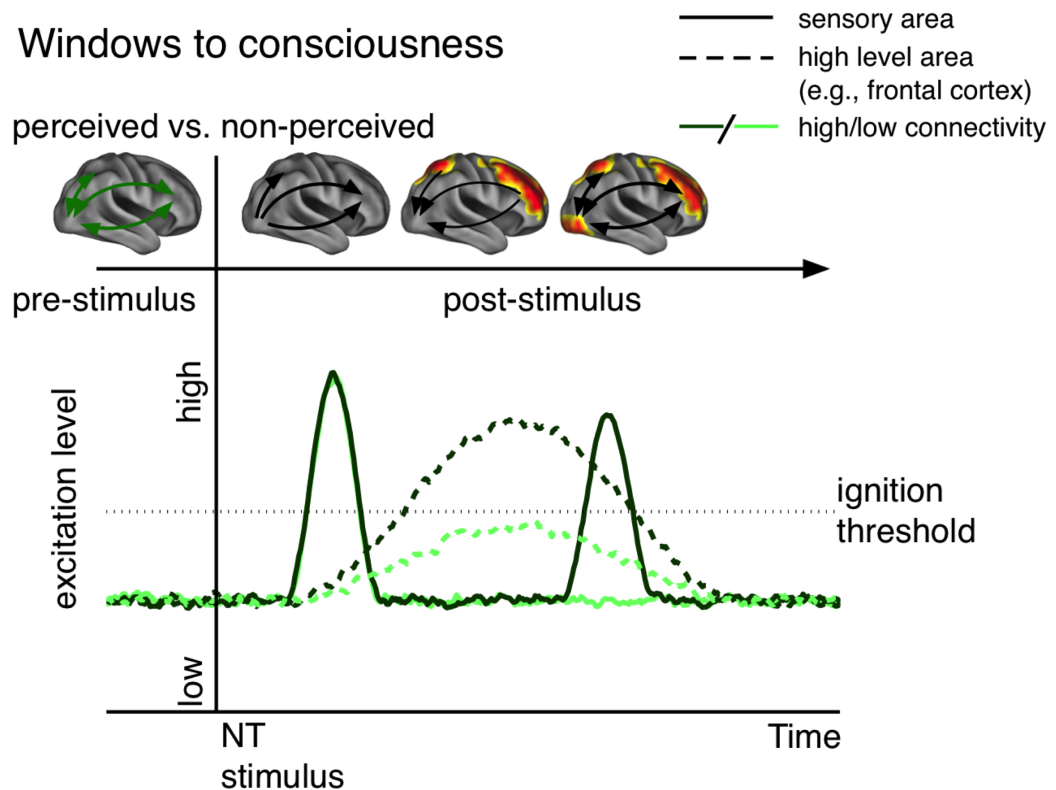 Windows to consciousness
sensory area
high level area
(e.g., frontal cortex)
high/low connectivity
perceived vs. non-perceived
pre-stimulus
post-stimulus
excitation level
high
low
ignition
threshold
NT
stimulus
Time